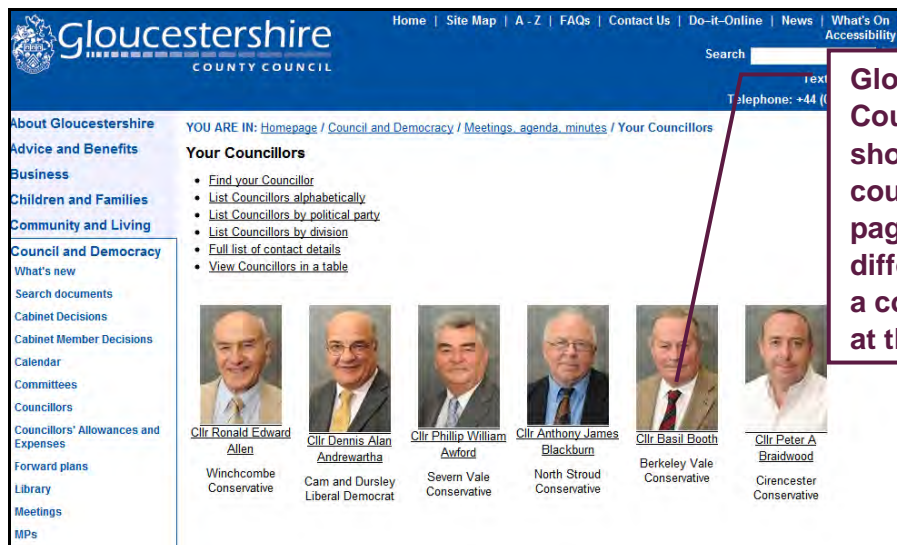 Gloucestershire
COUNTY COUNCIL
Home | Site Map | A - Z | FAQs | Contact Us | Do-it-Online | News | What's On
Accessibility
Search
Telephone: +44
About Gloucestershire
Advice and Benefits
Business
Children and Families
Community and Living
Council and Democracy
What's new
Search documents
Cabinet Decisions
Cabinet Member Decisions
Calendar
Committees
Councillors
Councillors' Allowances and
Expenses
Forward plans
Library
Meetings
MPs
YOU ARE IN: Homepage / Council and Democracy / Meetings, agenda, minutes / Your Councillors
Your Councillors
• Find your Councillor
• List Councillors alphabetically
• List Councillors by political party
• List Councillors by division
• Full list of contact details
• View Councillors in a table
Cllr Ronald Edward
Allen
Winchcombe
Conservative
Cllr Dennis Alan
Andrewartha
Cam and Dursley
Liberal Democrat
Cllr Phillip William
Awford
Severn Vale
Conservative
Cllr Anthony James
Blackburn
North Stroud
Conservative
Cllr Basil Booth
Berkeley Vale
Conservative
Cllr Peter A
Braidwood
Cirencester
Conservative
Glo
Cou
sho
cou
pag
diff
a co
at th